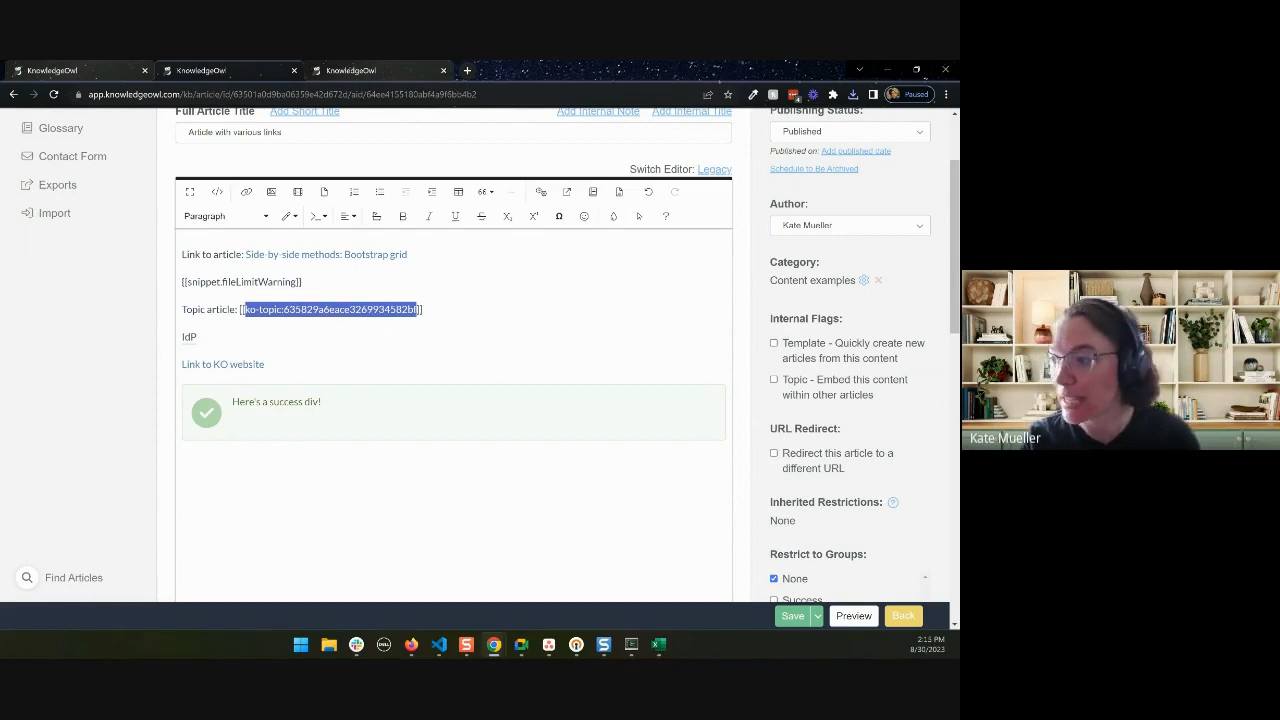 KnowledgeOwl
KnowledgeOwl
KnowledgeOwl
app.knowledgeowl.com/kb/article/id/63501a0d9ba06359e42d672d/aid/64ee4155180abf4a9f6bb4b2
Paused
Glossary
Contact Form
Exports
Import
Find Articles
Full Article Title Add Short Title Add Internal Note Add Internal Title
Article with various links
Switch Editor: Legacy
Paragraph
Link to article: Side-by-side methods: Bootstrap grid
{{snippet.fileLimitWarning}}
Topic article: [[ko-topic:635829a6eace3269934582bf]]
IdP
Link to KO website
Here's a success div!
Publishing Status:
Published
Published on: Add published date
Schedule to Be Archived
Author:
Kate Mueller
Category:
Content examples
Internal Flags:
Template - Quickly create new
articles from this content
Topic - Embed this content
within other articles
URL Redirect:
Redirect this article to a
different URL
Inherited Restrictions:
None
Restrict to Groups:
None
Success
Save
Preview
Back
DELL
2:15 PM
8/30/2023
Kate Mueller